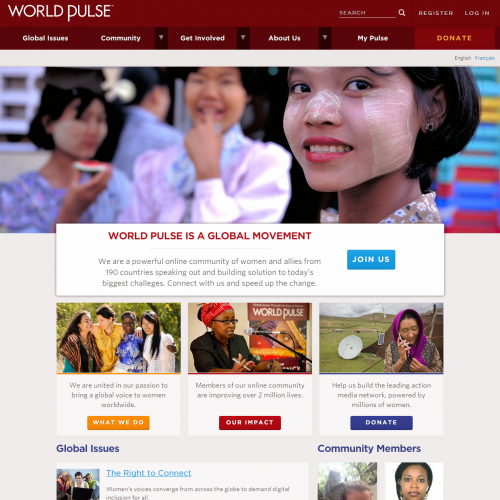 WORLD PULSE™
SEARCH
REGISTER
LOG IN
Global Issues
Community
Get Involved
About Us
My Pulse
DONATE
English Français
WORLD PULSE IS A GLOBAL MOVEMENT
We are a powerful online community of women and allies from
190 countries speaking out and building solution to today's
biggest challeges. Connect with us and speed up the change.
JOIN US
We are united in our passion to
bring a global voice to women
worldwide.
WHAT WE DO
WORLD PULSE
Members of our online community
are improving over 2 million lives.
OUR IMPACT
Help us build the leading action
media network, powered by
millions of women.
DONATE
Global Issues
The Right to Connect
Women's voices converge from across the globe to demand digital
inclusion for all.
Community Members